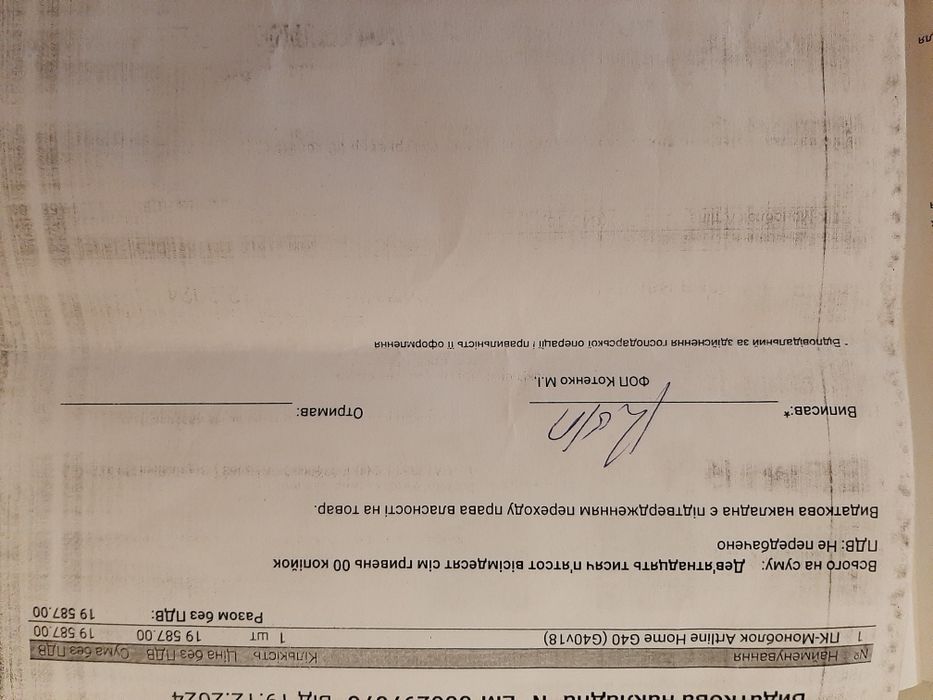 Видаткова накладна № від 19.12.2024
№ Найменування Кількість Ціна без ПДВ Сума без ПДВ
1 ПК-Моноблок Artline Home G40 (G40v18) 1 шт 19 587.00 19 587.00
Разом без ПДВ: 19 587.00
Всього на суму: Дев'ятнадцять тисяч п'ятсот вісімдесят сім гривень 00 копійок
ПДВ: Не передбачено
Видаткова накладна є підтвердженням переходу права власності на товар.
Виписав:* Отримав:
ФОП Котенко М.І.
* Відповідальний за здійснення господарської операції і правильність її оформлення